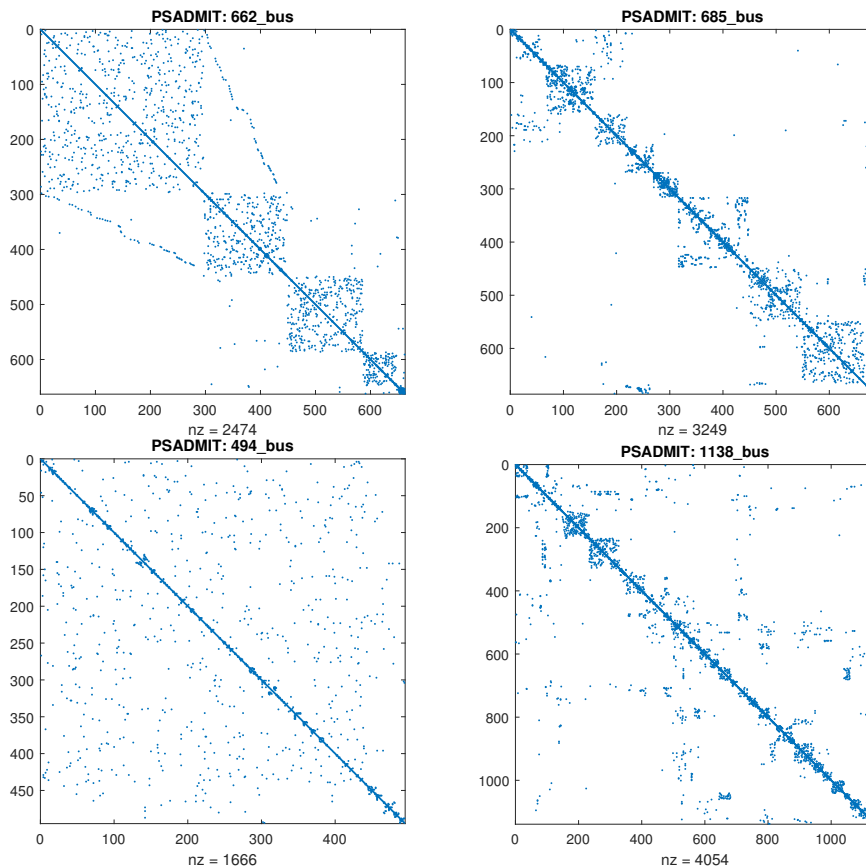 PSADMIT: 662_bus
0
100
200
300
400
500
600
0 100 200 300 400 500 600
nz = 2474
PSADMIT: 685_bus
0
100
200
300
400
500
600
0 100 200 300 400 500 600
nz = 3249
PSADMIT: 494_bus
0
50
100
150
200
250
300
350
400
450
0 100 200 300 400
nz = 1666
PSADMIT: 1138_bus
0
200
400
600
800
1000
0 200 400 600 800 1000
nz = 4054